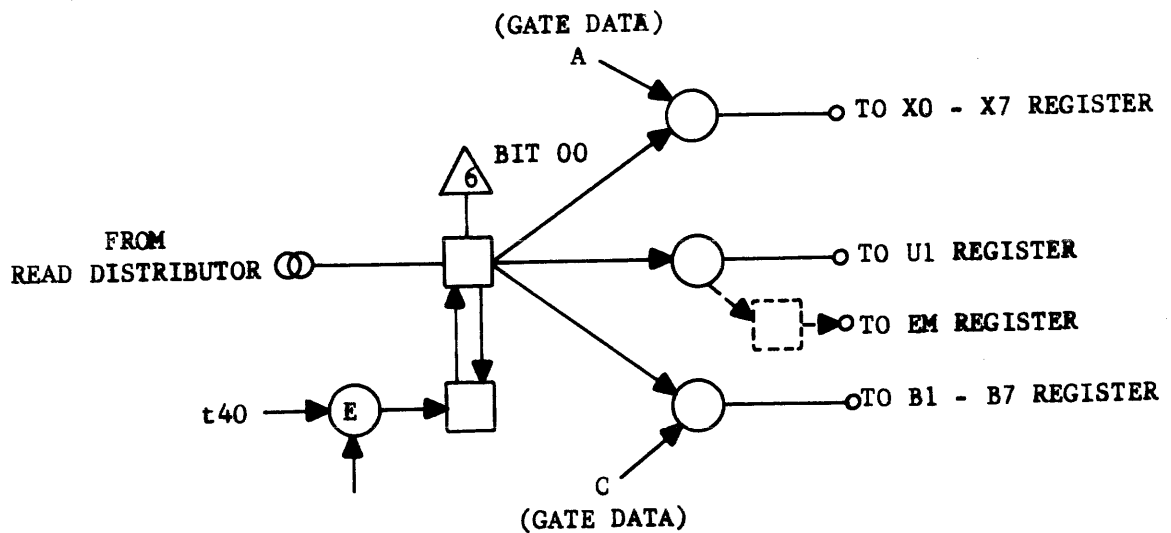 (GATE DATA)
A
TO X0 - X7 REGISTER
BIT 00
6
FROM
READ DISTRIBUTOR
TO U1 REGISTER
TO EM REGISTER
t40
E
TO B1 - B7 REGISTER
C
(GATE DATA)